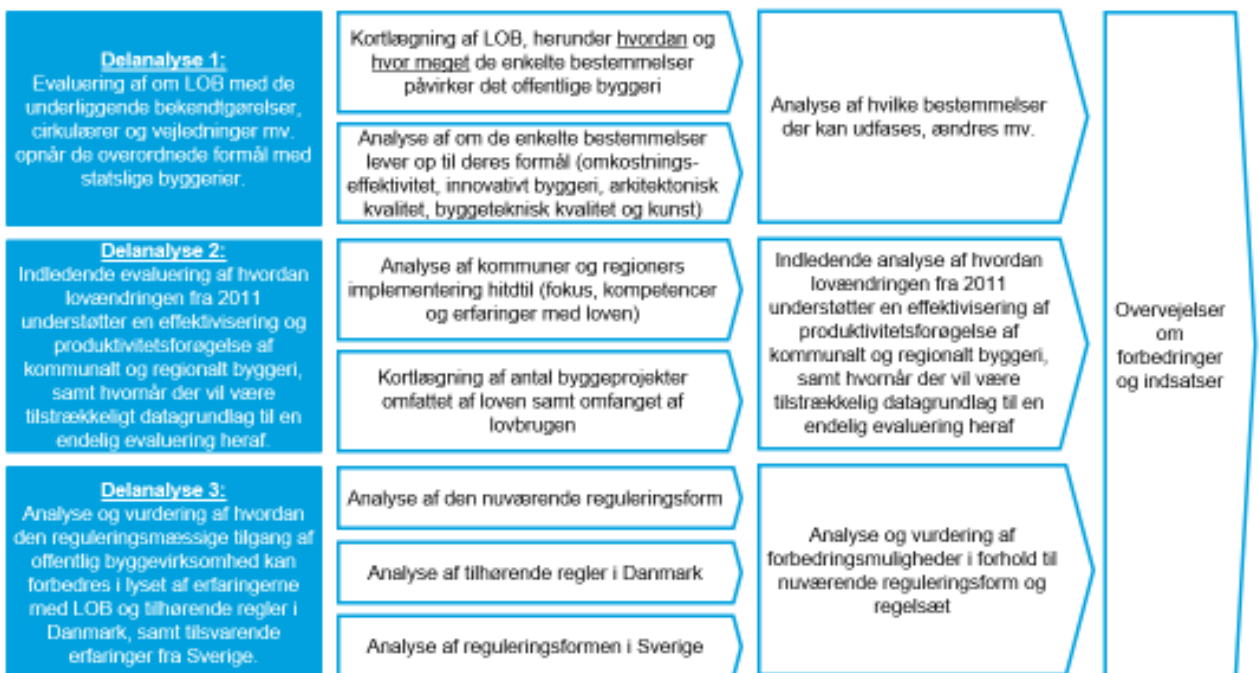 Delanalyse 1:
Evaluering af om LOB med de
underliggende bekendtgørelser,
cirkulærer og vejledninger mv.
opnår de overordnede formål med
statslige byggerier.
Kortlægning af LOB, herunder hvordan og
hvor meget de enkelte bestemmelser
påvirker det offentlige byggeri
Analyse af om de enkelte bestemmelser
lever op til deres formål (omkostnings-
effektivitet, innovativt byggeri, arkitektonisk
kvalitet, byggeteknisk kvalitet og kunst)
Analyse af hvilke bestemmelser
der kan udfases, ændres mv.
Delanalyse 2:
Indledende evaluering af hvordan
lovændringen fra 2011
understøtter en effektivisering og
produktivitetsforøgelse af
kommunalt og regionalt byggeri,
samt hvornår der vil være
tilstrækkeligt datagrundlag til en
endelig evaluering heraf.
Analyse af kommuner og regioners
implementering hitdtil (fokus, kompetencer
og erfaringer med loven)
Kortlægning af antal byggeprojekter
omfattet af loven samt omfanget af
lovbrugen
Indledende analyse af hvordan
lovændringen fra 2011
understøtter en effektivisering af
produktivitetsforøgelse af
kommunalt og regionalt byggeri,
samt hvornår der vil være
tilstrækkelig datagrundlag til en
endelig evaluering heraf
Delanalyse 3:
Analyse og vurdering af hvordan
den reguleringsmæssige tilgang af
offentlig byggevirksomhed kan
forbedres i lyset af erfaringerne
med LOB og tilhørende regler i
Danmark, samt tilsvarende
erfaringer fra Sverige.
Analyse af den nuværende reguleringsform
Analyse af tilhørende regler i Danmark
Analyse af reguleringsformen i Sverige
Analyse og vurdering af
forbedringsmuligheder i forhold til
nuværende reguleringsform og
regelsæt
Overvejelser
om
forbedringer
og indsatser